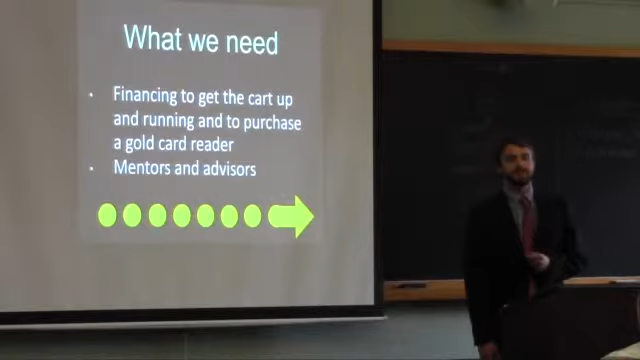 What we need
• Financing to get the cart up
and running and to purchase
a gold card reader
• Mentors and advisors